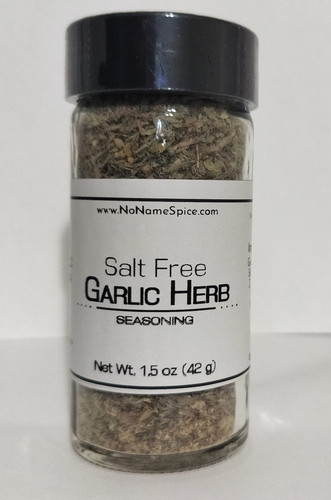 www.NoNameSpice.com
Salt Free
GARLIC HERB
SEASONING
Net Wt. 1.5 oz (42 g)